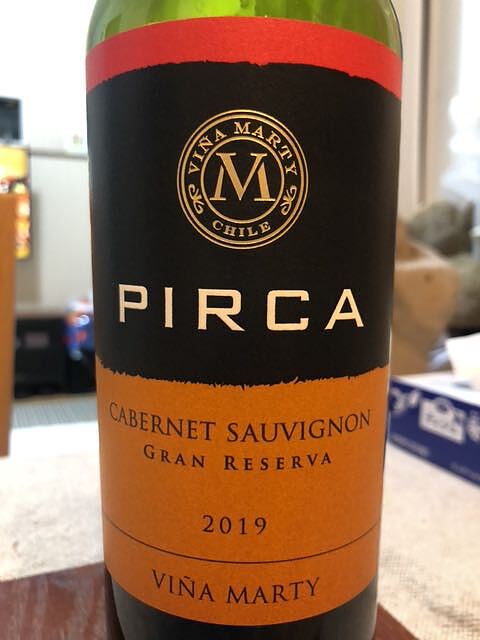 VIÑA MARTY
M
CHILE
PIRCA
CABERNET SAUVIGNON
GRAN RESERVA
2019
VIÑA MARTY